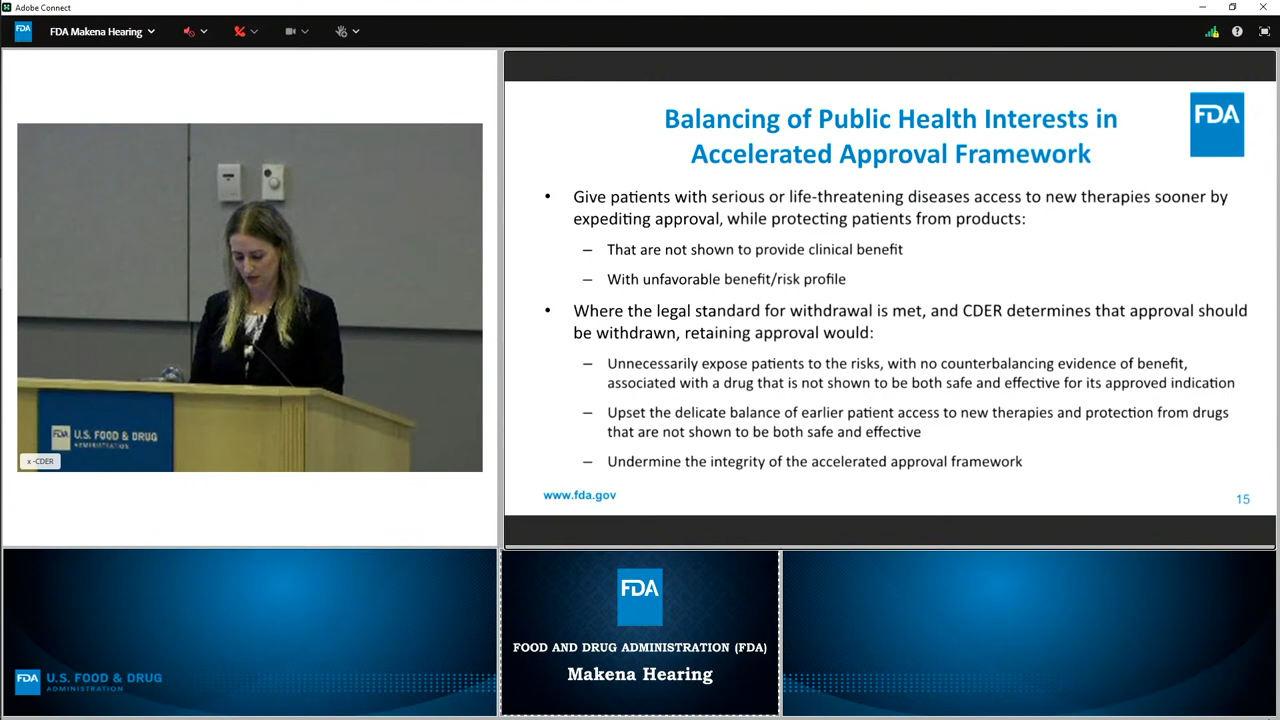 Adobe Connect
FDA
FDA Makena Hearing
x -CDER
U.S. FOOD & DRUG
ADMINISTRATION
FDA
Balancing of Public Health Interests in
Accelerated Approval Framework
FDA
• Give patients with serious or life-threatening diseases access to new therapies sooner by
expediting approval, while protecting patients from products:
– That are not shown to provide clinical benefit
– With unfavorable benefit/risk profile
• Where the legal standard for withdrawal is met, and CDER determines that approval should
be withdrawn, retaining approval would:
– Unnecessarily expose patients to the risks, with no counterbalancing evidence of benefit,
associated with a drug that is not shown to be both safe and effective for its approved indication
– Upset the delicate balance of earlier patient access to new therapies and protection from drugs
that are not shown to be both safe and effective
– Undermine the integrity of the accelerated approval framework
www.fda.gov
15
FDA
U.S. FOOD & DRUG
ADMINISTRATION
FDA
FOOD AND DRUG ADMINISTRATION (FDA)
Makena Hearing